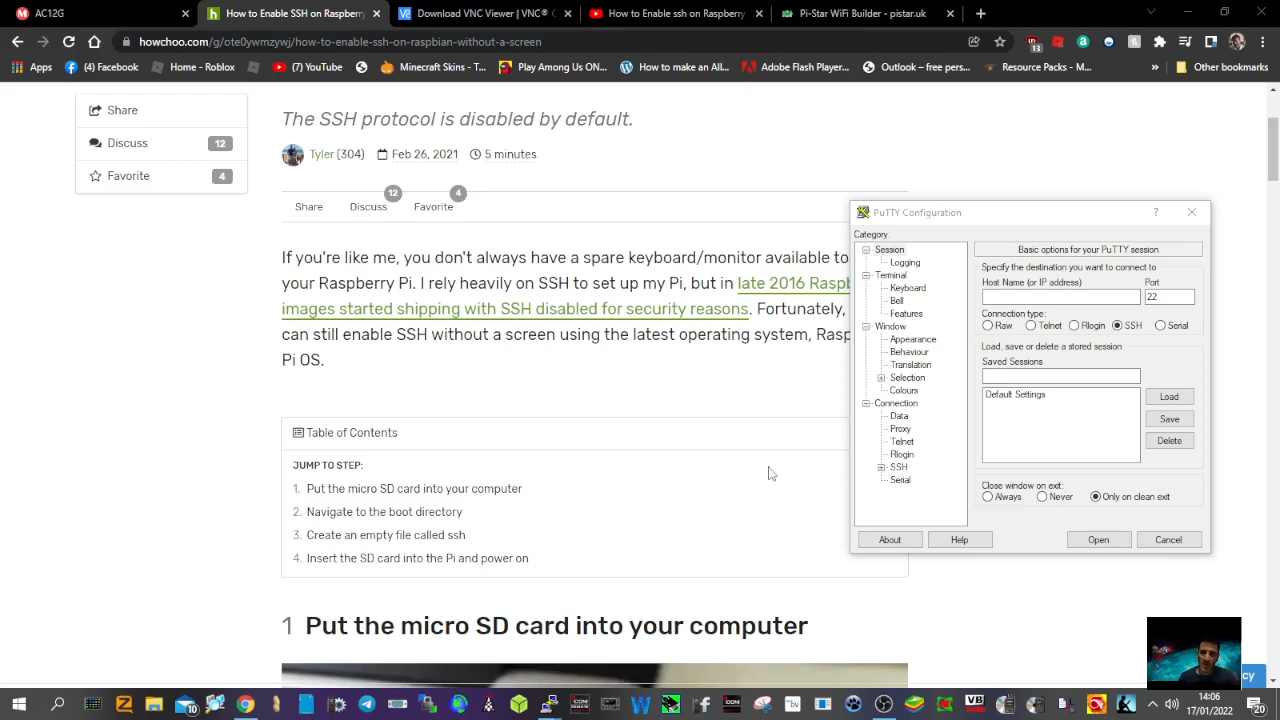 AC12G
How to Enable SSH on Raspberry
Download VNC Viewer | VNC®
How to Enable ssh on Raspberry
Pi-Star WiFi Builder - pistar.uk
howchoo.com/g/ote0ywmzywj/how-to-enable-ssh-on-raspbian-without-a-screen
13
Apps
(4) Facebook
Home - Roblox
(7) YouTube
Minecraft Skins - T...
Play Among Us ON...
How to make an All...
Adobe Flash Player...
Outlook – free pers...
Resource Packs - M...
Other bookmarks
Share
Discuss
12
Favorite
4
The SSH protocol is disabled by default.
Tyler (304)
Feb 26, 2021
5 minutes
Share
Discuss
12
Favorite
4
If you're like me, you don't always have a spare keyboard/monitor available to
your Raspberry Pi. I rely heavily on SSH to set up my Pi, but in late 2016 Raspb
images started shipping with SSH disabled for security reasons. Fortunately,
can still enable SSH without a screen using the latest operating system, Rasp
Pi OS.
Table of Contents
JUMP TO STEP:
1. Put the micro SD card into your computer
2. Navigate to the boot directory
3. Create an empty file called ssh
4. Insert the SD card into the Pi and power on
1 Put the micro SD card into your computer
PuTTY Configuration
?
Category:
Session
Logging
Terminal
Keyboard
Bell
Features
Window
Appearance
Behaviour
Translation
Selection
Colours
Connection
Data
Proxy
Telnet
Rlogin
SSH
Serial
Basic options for your PuTTY session
Specify the destination you want to connect to
Host Name (or IP address)
Port
22
Connection type:
Raw
Telnet
Rlogin
SSH
Serial
Load, save or delete a stored session
Saved Sessions
Default Settings
Load
Save
Delete
Close window on exit:
Always
Never
Only on clean exit
About
Help
Open
Cancel
cy
10
14:06
17/01/2022
20